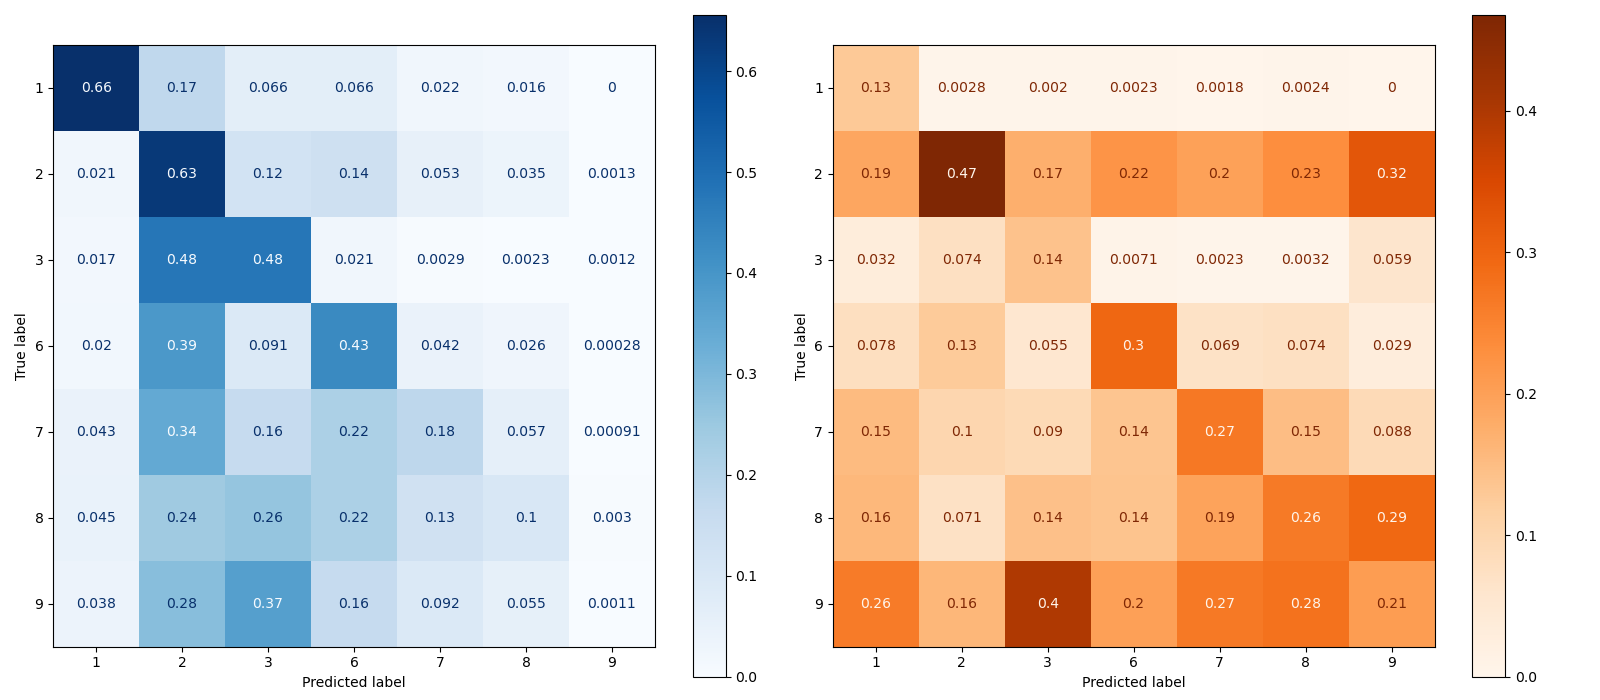 1 0.66 0.17 0.066 0.066 0.022 0.016 0
2 0.021 0.63 0.12 0.14 0.053 0.035 0.0013
3 0.017 0.48 0.48 0.021 0.0029 0.0023 0.0012
6 0.02 0.39 0.091 0.43 0.042 0.026 0.00028
7 0.043 0.34 0.16 0.22 0.18 0.057 0.00091
8 0.045 0.24 0.26 0.22 0.13 0.1 0.003
9 0.038 0.28 0.37 0.16 0.092 0.055 0.0011
1 2 3 6 7 8 9
Predicted label
True label
0.6
0.5
0.4
0.3
0.2
0.1
0.0
1 0.13 0.0028 0.002 0.0023 0.0018 0.0024 0
2 0.19 0.47 0.17 0.22 0.2 0.23 0.32
3 0.032 0.074 0.14 0.0071 0.0023 0.0032 0.059
6 0.078 0.13 0.055 0.3 0.069 0.074 0.029
7 0.15 0.1 0.09 0.14 0.27 0.15 0.088
8 0.16 0.071 0.14 0.14 0.19 0.26 0.29
9 0.26 0.16 0.4 0.2 0.27 0.28 0.21
1 2 3 6 7 8 9
Predicted label
True label
0.4
0.3
0.2
0.1
0.0